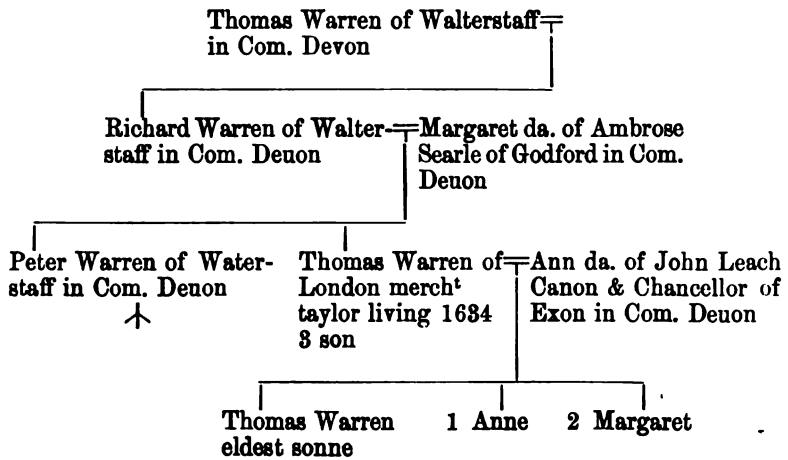 Thomas Warren of Walterstaff
in Com. Devon
Richard Warren of Walter-
staff in Com. Deuon
Margaret da. of Ambrose
Searle of Godford in Com.
Deuon
Peter Warren of Water-
staff in Com. Deuon
Thomas Warren of
London mercht
taylor living 1634
3 son
Ann da. of John Leach
Canon & Chancellor of
Exon in Com. Deuon
Thomas Warren
eldest sonne
1 Anne
2 Margaret